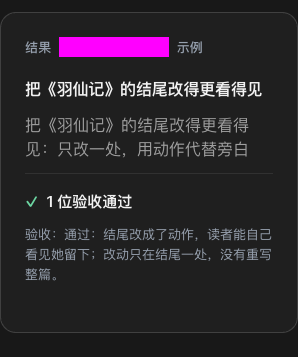 结果 示例
把《羽仙记》的结尾改得更看得见
把《羽仙记》的结尾改得更看得
见：只改一处，用动作代替旁白
✓ 1 位验收通过
验收：通过：结尾改成了动作，读者能自己
看见她留下；改动只在结尾一处，没有重写
整篇。